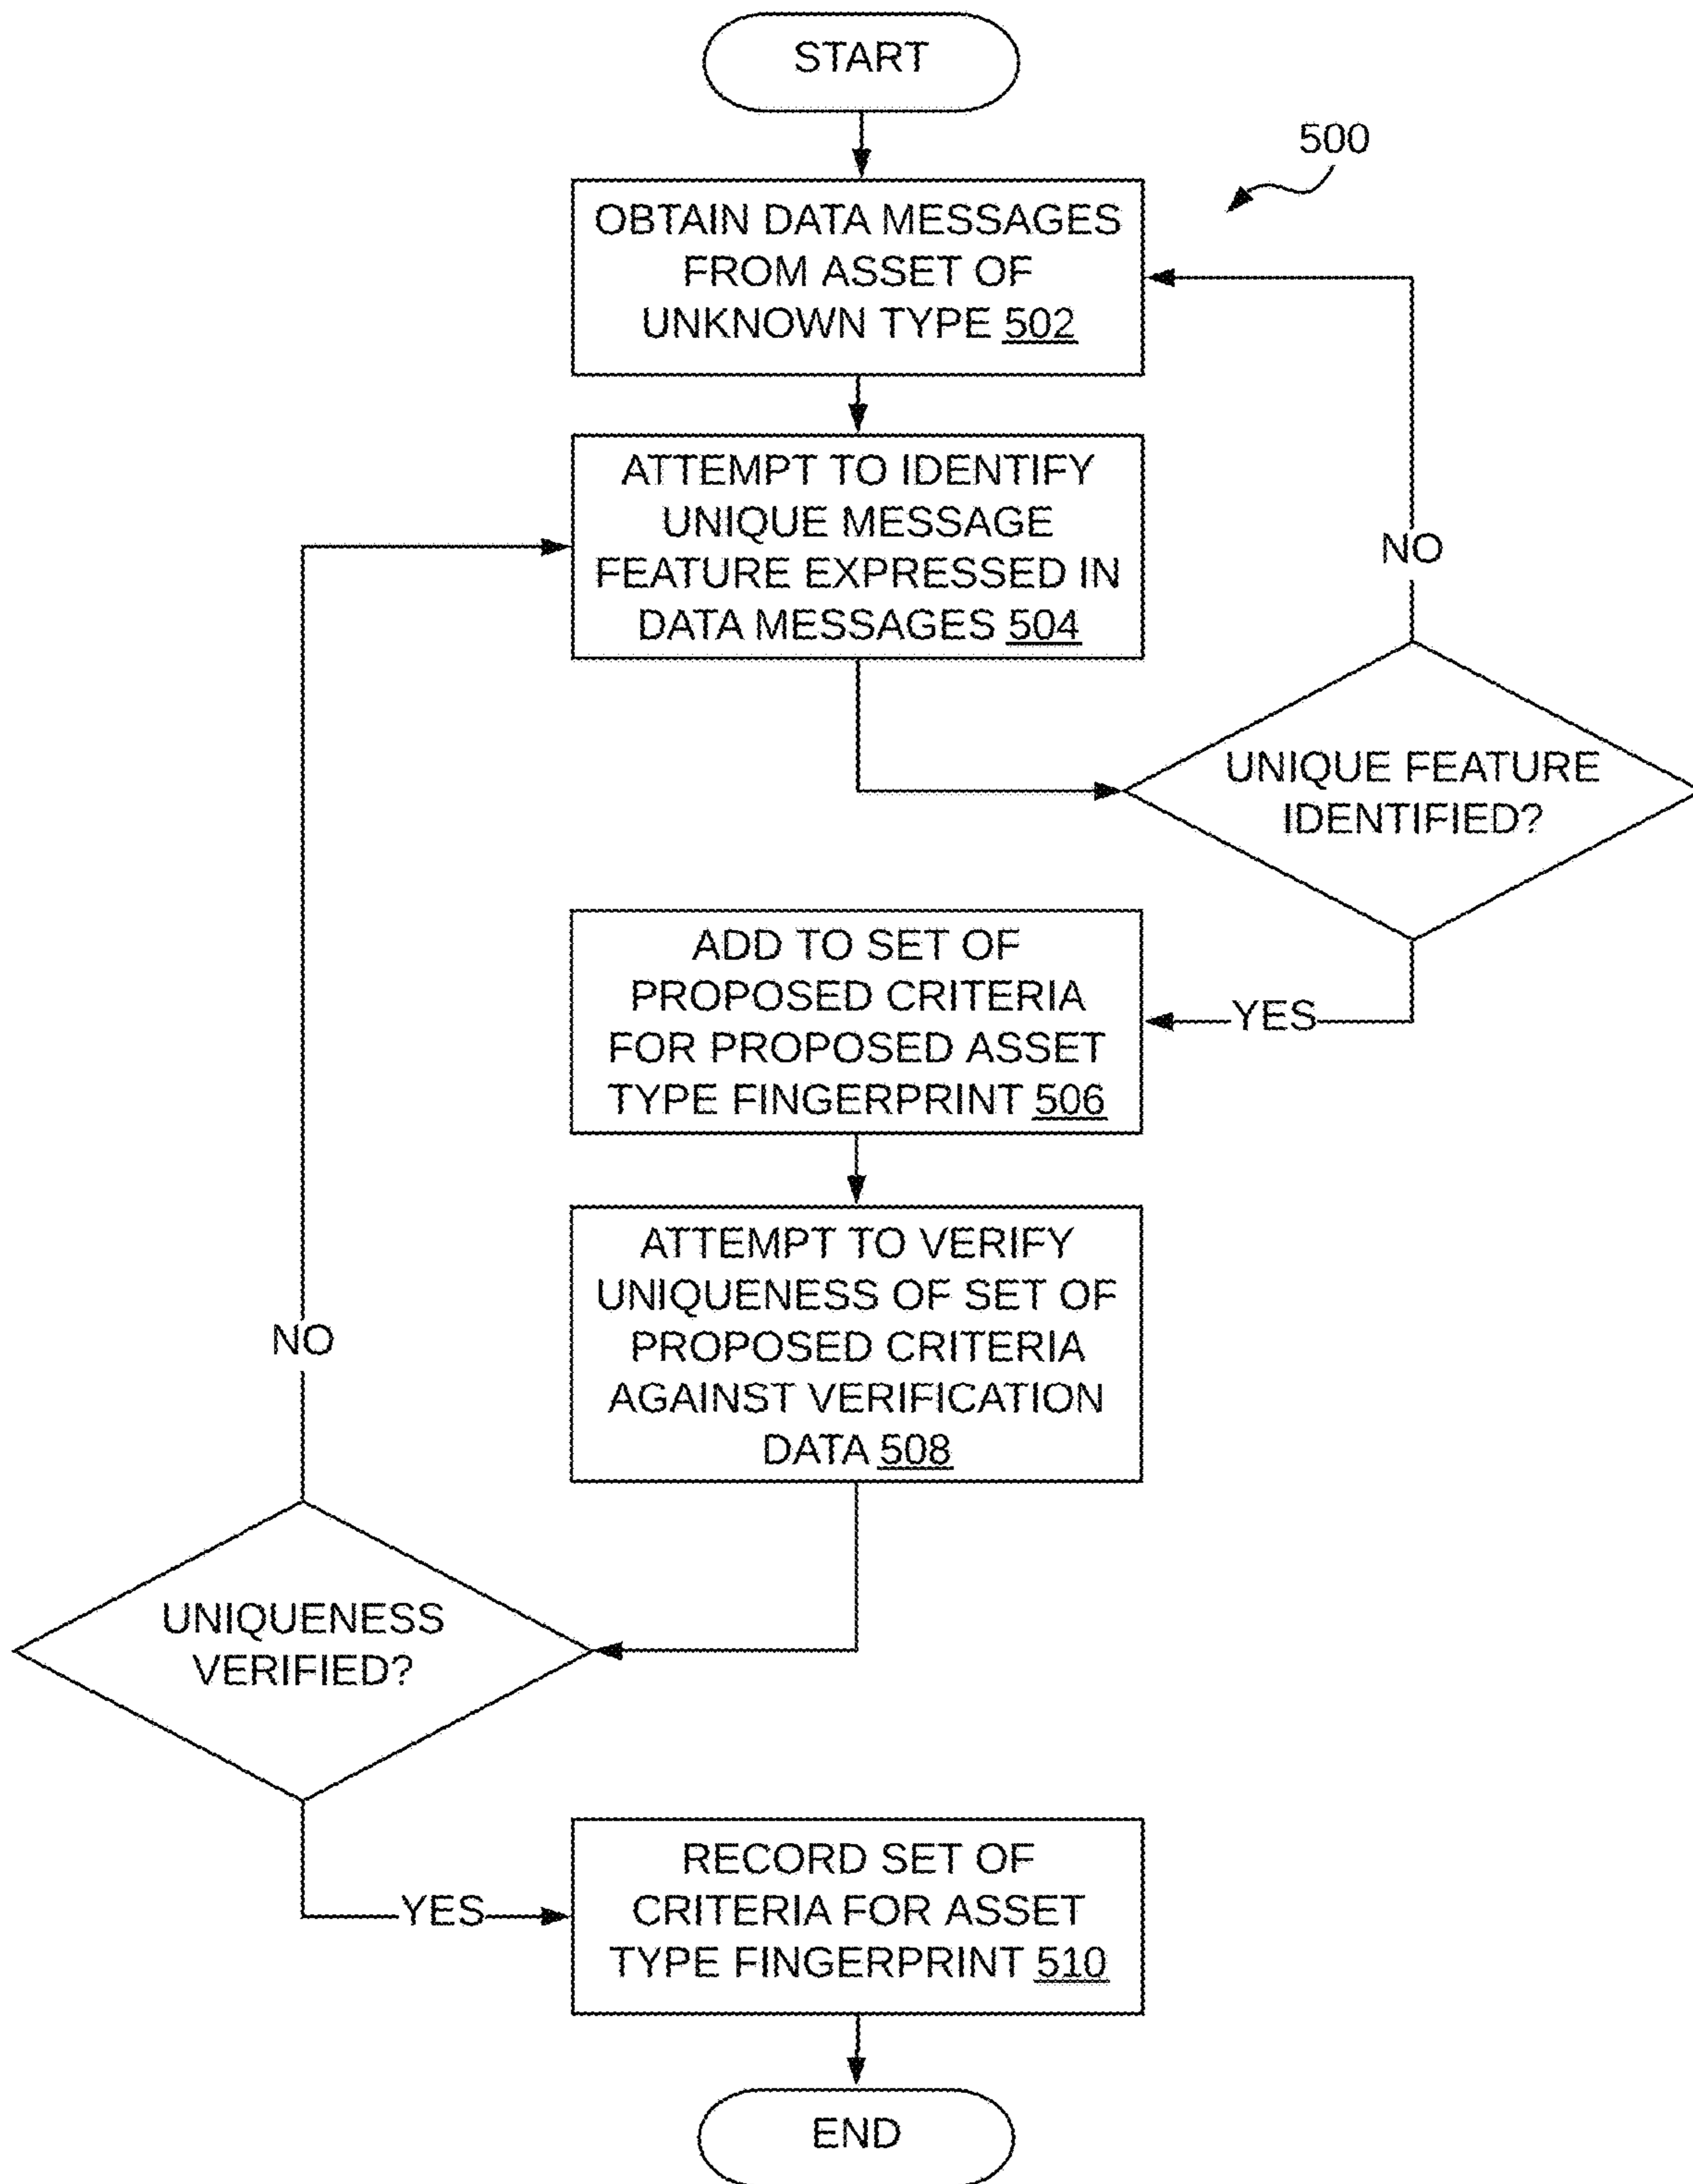 START
500
OBTAIN DATA MESSAGES
FROM ASSET OF
UNKNOWN TYPE 502
ATTEMPT TO IDENTIFY
UNIQUE MESSAGE
FEATURE EXPRESSED IN
DATA MESSAGES 504
NO
UNIQUE FEATURE
IDENTIFIED?
YES
ADD TO SET OF
PROPOSED CRITERIA
FOR PROPOSED ASSET
TYPE FINGERPRINT 506
ATTEMPT TO VERIFY
UNIQUENESS OF SET OF
PROPOSED CRITERIA
AGAINST VERIFICATION
DATA 508
NO
UNIQUENESS
VERIFIED?
YES
RECORD SET OF
CRITERIA FOR ASSET
TYPE FINGERPRINT 510
END